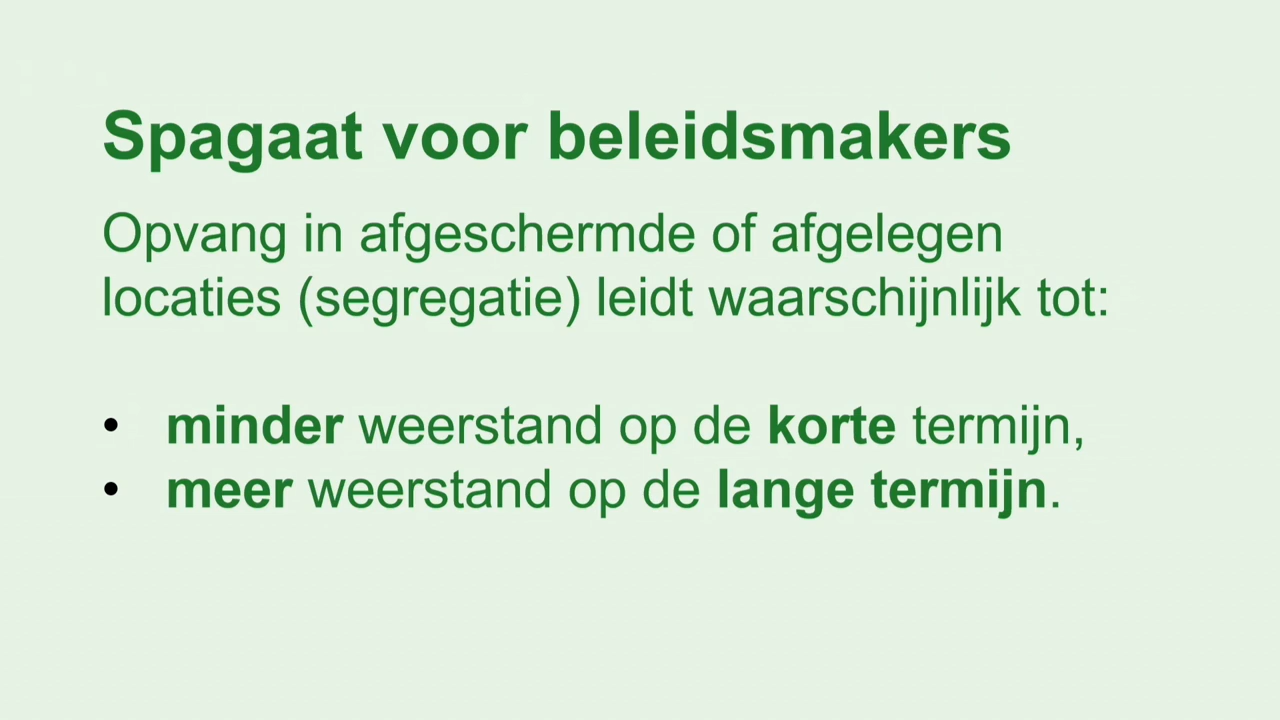 Spagaat voor beleidsmakers
Opvang in afgeschermde of afgelegen
locaties (segregatie) leidt waarschijnlijk tot:
• minder weerstand op de korte termijn,
• meer weerstand op de lange termijn.